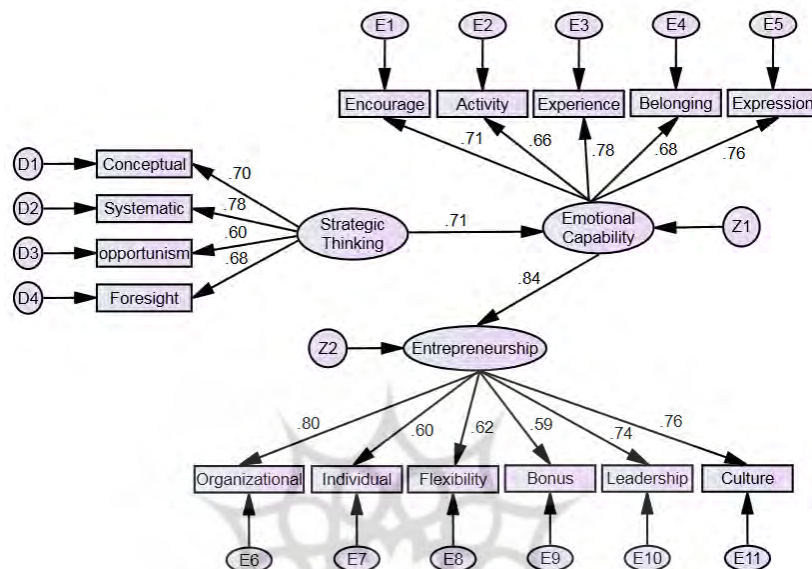 E1 E2 E3 E4 E5
Encourage Activity Experience Belonging Expression
.71 .66 .78 .68 .76
D1 Conceptual
.70
D2 Systematic
.78
D3 opportunism
.60
D4 Foresight
.68
Strategic
Thinking
.71
Emotional
Capability
Z1
.84
Z2 Entrepreneurship
.80 .60 .62 .59 .74 .76
Organizational Individual Flexibility Bonus Leadership Culture
E6 E7 E8 E9 E10 E11